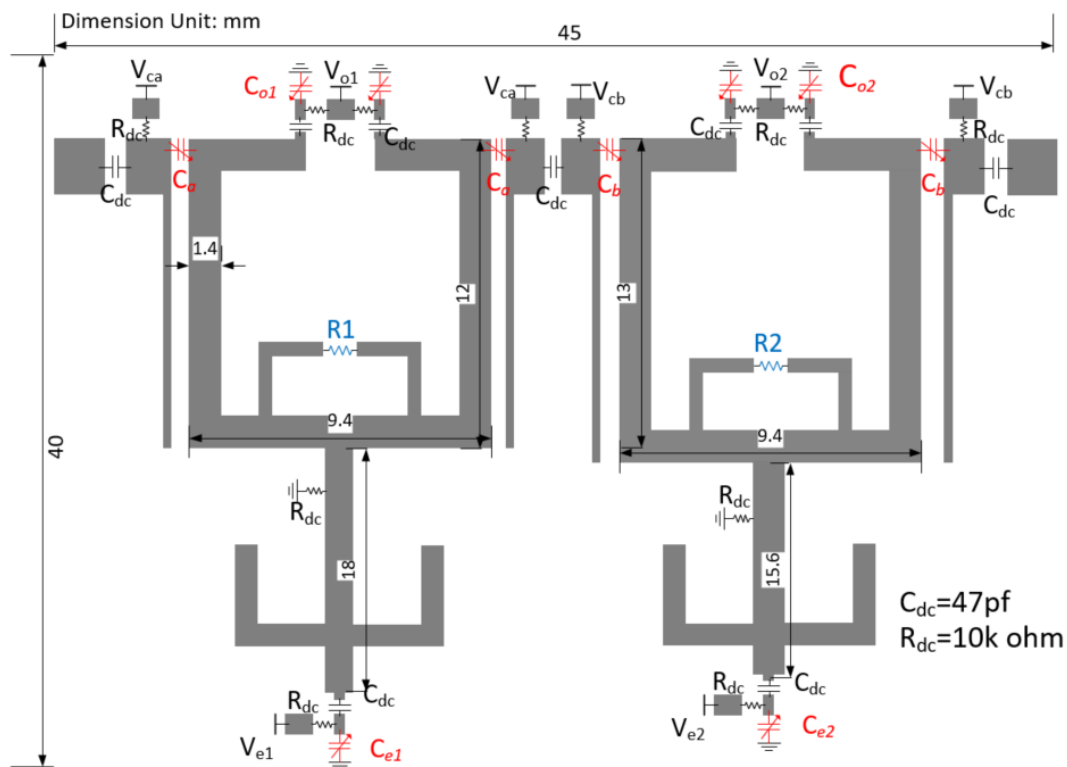 Dimension Unit: mm
45
Vca
Co1
Vo1
Vca
Vcb
Vo2
Co2
Vcb
Rdc
Rdc
Cdc
Cdc
Rdc
Rdc
Ca
Cdc
Ca
Cdc
Cb
Cb
Cdc
1.4
12
13
R1
R2
9.4
9.4
40
Rdc
Rdc
18
15.6
Cdc=47pf
Rdc=10k ohm
Rdc
Cdc
Rdc
Cdc
Ve1
Ce1
Ve2
Ce2